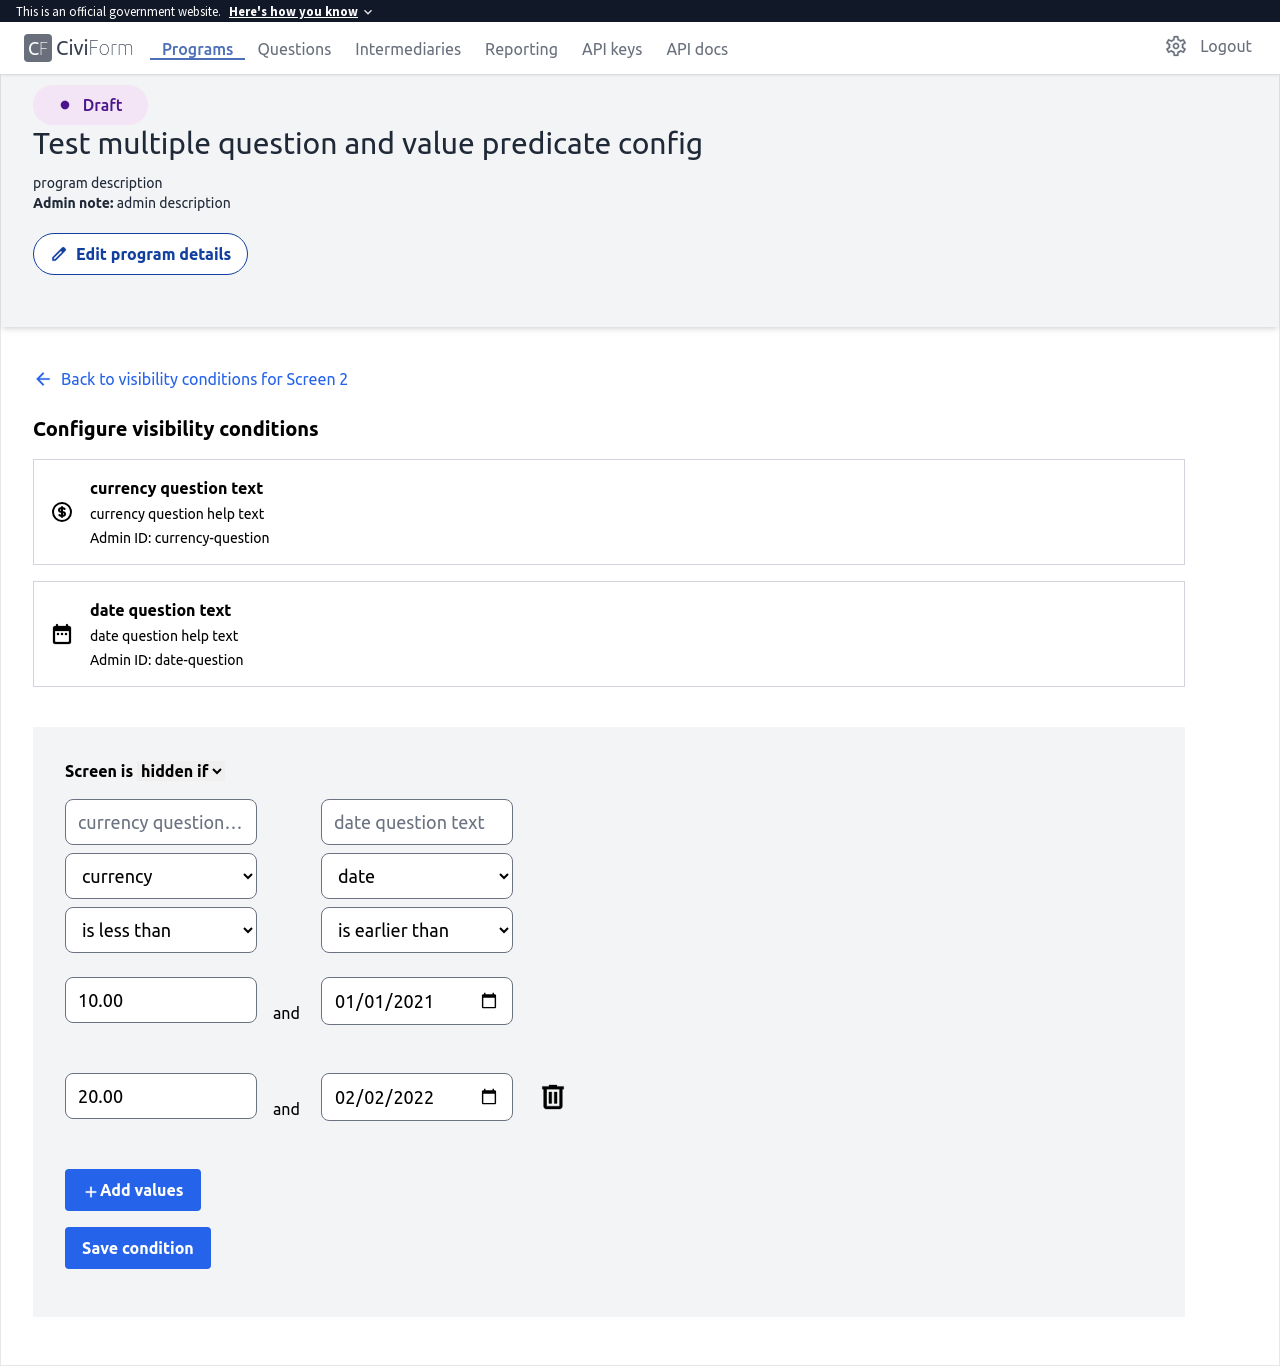 This is an official government website. Here's how you know
CF CiviForm Programs Questions Intermediaries Reporting API keys API docs Logout
Draft
Test multiple question and value predicate config
program description
Admin note: admin description
Edit program details
Back to visibility conditions for Screen 2
Configure visibility conditions
currency question text
currency question help text
Admin ID: currency-question
date question text
date question help text
Admin ID: date-question
Screen is hidden if
currency question… date question text
currency date
is less than is earlier than
10.00 and 01/01/2021
20.00 and 02/02/2022
+Add values
Save condition